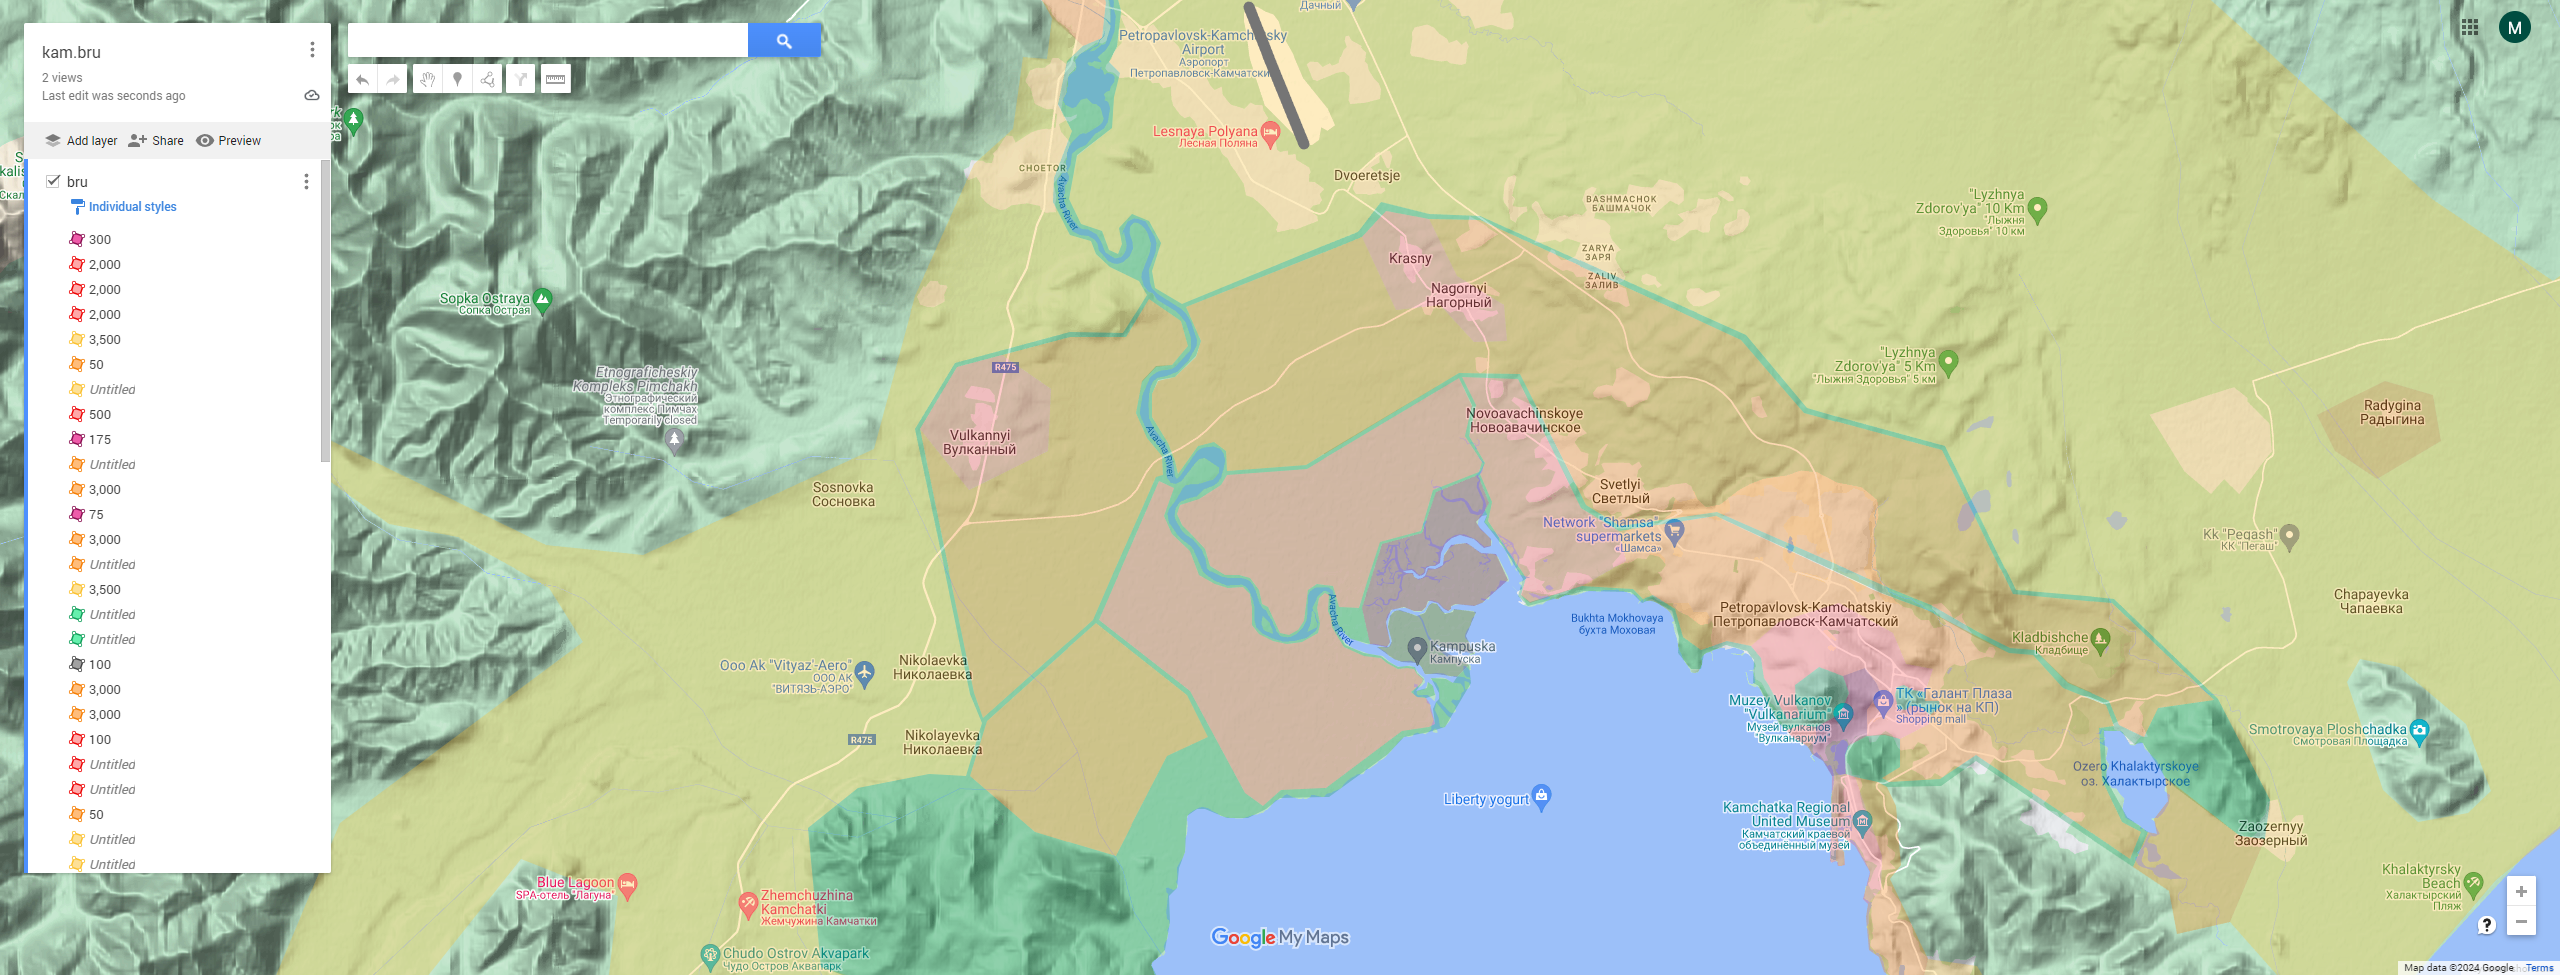 kam.bru
2 views
Last edit was seconds ago
Add layer
Share
Preview
bru
Individual styles
300
2,000
2,000
2,000
3,500
50
Untitled
500
175
Untitled
3,000
75
3,000
Untitled
3,500
Untitled
Untitled
100
3,000
3,000
100
Untitled
Untitled
50
Untitled
Untitled
M
Дачный
Petropavlovsk-Kamchatsky
Airport
Аэропорт
Lesnaya Polyana
Лесная Поляна
CHOETOR
Avacha River
Dvoeretsje
BASHMACHOK
БАШМАЧОК
ZARYA
ЗАРЯ
ZALIV
ЗАЛИВ
"Lyzhnya
Zdorov'ya" 10 Km
"Лыжня
Здоровья" 10 км
Krasny
Nagornyi
Нагорный
Sopka Ostraya
Сопка Острая
Etnograficheskiy
Kompleks Pimchakh
Этнографический
комплекс Пимчах
Temporarily closed
R475
"Lyzhnya
Zdorov'ya" 5 Km
"Лыжня Здоровья" 5 км
Radygina
Радыгина
Novoavachinskoye
Новоавачинское
Vulkannyi
Вулканный
Avacha River
Sosnovka
Сосновка
Svetlyi
Светлый
Network "Shamsa"
supermarkets
«Шамса»
Kk "Pegash"
КК "Пегаш"
Chapayevka
Чапаевка
Avacha River
Petropavlovsk-Kamchatskiy
Петропавловск-Камчатский
Bukhta Mokhovaya
бухта Моховая
Kladbishche
Кладбище
Kampuska
Кампуска
Ooo Ak "Vityaz'-Aero"
ООО АК
"ВИТЯЗЬ-АЭРО"
Nikolaevka
Николаевка
Muzey Vulkanov
"Vulkanarium"
Музей вулканов
"Вулканариум"
ТК «Галант Плаза
» (рынок на КП)
Shopping mall
Smotrovaya Ploshchadka
Смотровая Площадка
R475
Nikolayevka
Николаевка
Ozero Khalaktyrskoye
оз. Халактырское
Liberty yogurt
Kamchatka Regional
United Museum
Камчатский краевой
объединённый музей
Zaozernyy
Заозерный
Blue Lagoon
SPA-отель "Лагуна"
Zhemchuzhina
Kamchatki
Жемчужина Камчатки
Khalaktyrsky
Beach
Халактырский
Пляж
Chudo Ostrov Akvapark
Чудо Остров Аквапарк
Google My Maps
+
−
?
Map data ©2024 Google
Terms